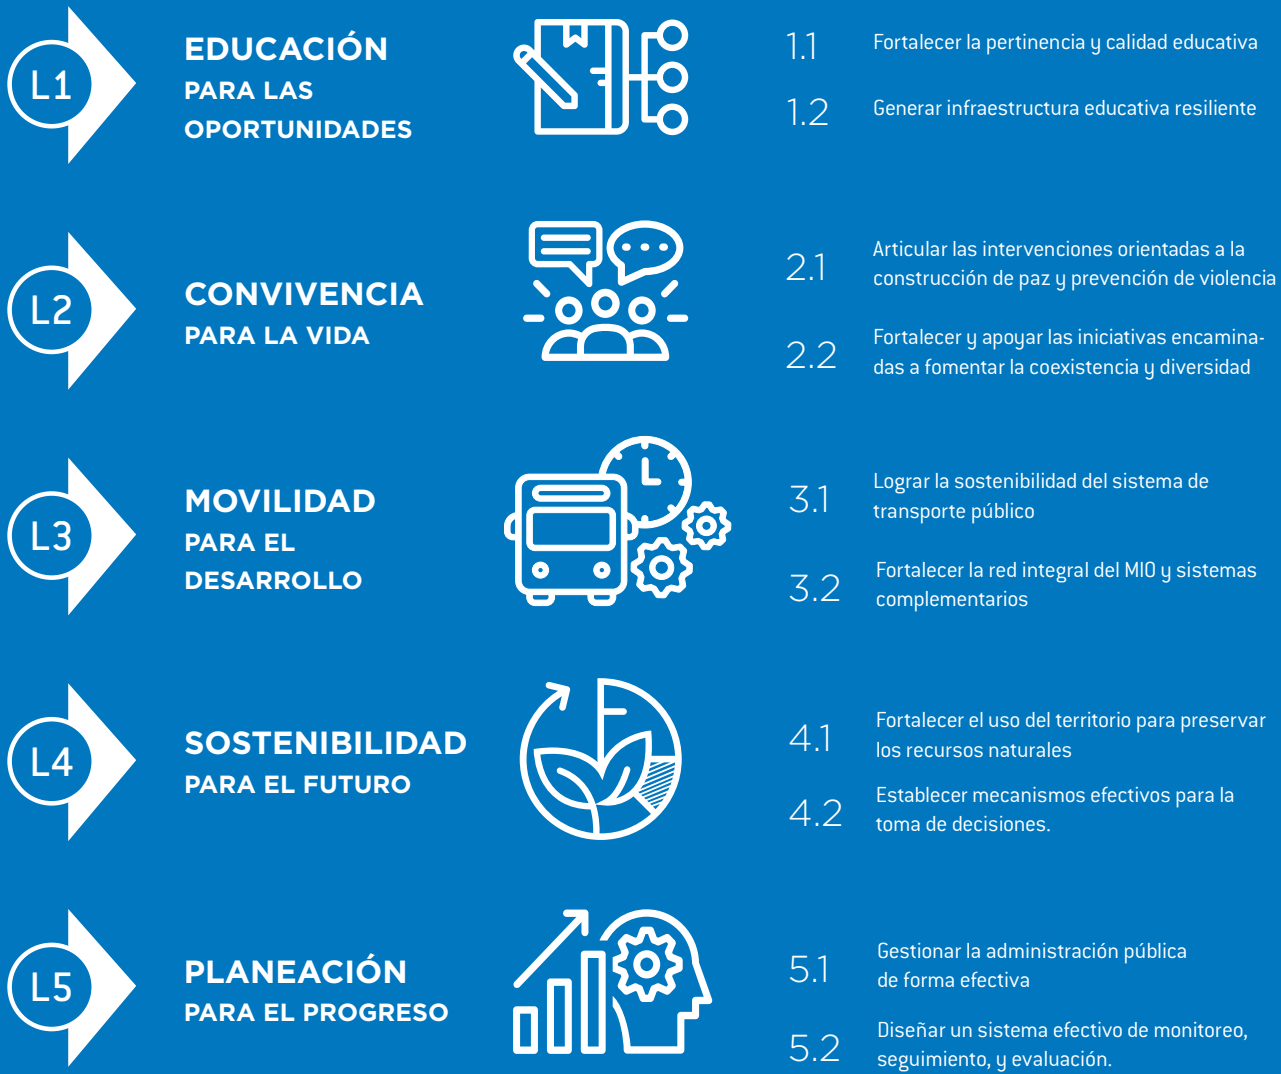 L1
EDUCACIÓN
PARA LAS
OPORTUNIDADES
1.1
Fortalecer la pertinencia y calidad educativa
1.2
Generar infraestructura educativa resiliente
L2
CONVIVENCIA
PARA LA VIDA
2.1
Articular las intervenciones orientadas a la
construcción de paz y prevención de violencia
2.2
Fortalecer y apoyar las iniciativas encamina-
das a fomentar la coexistencia y diversidad
L3
MOVILIDAD
PARA EL
DESARROLLO
3.1
Lograr la sostenibilidad del sistema de
transporte público
3.2
Fortalecer la red integral del MIO y sistemas
complementarios
L4
SOSTENIBILIDAD
PARA EL FUTURO
4.1
Fortalecer el uso del territorio para preservar
los recursos naturales
4.2
Establecer mecanismos efectivos para la
toma de decisiones.
L5
PLANEACIÓN
PARA EL PROGRESO
5.1
Gestionar la administración pública
de forma efectiva
5.2
Diseñar un sistema efectivo de monitoreo,
seguimiento, y evaluación.